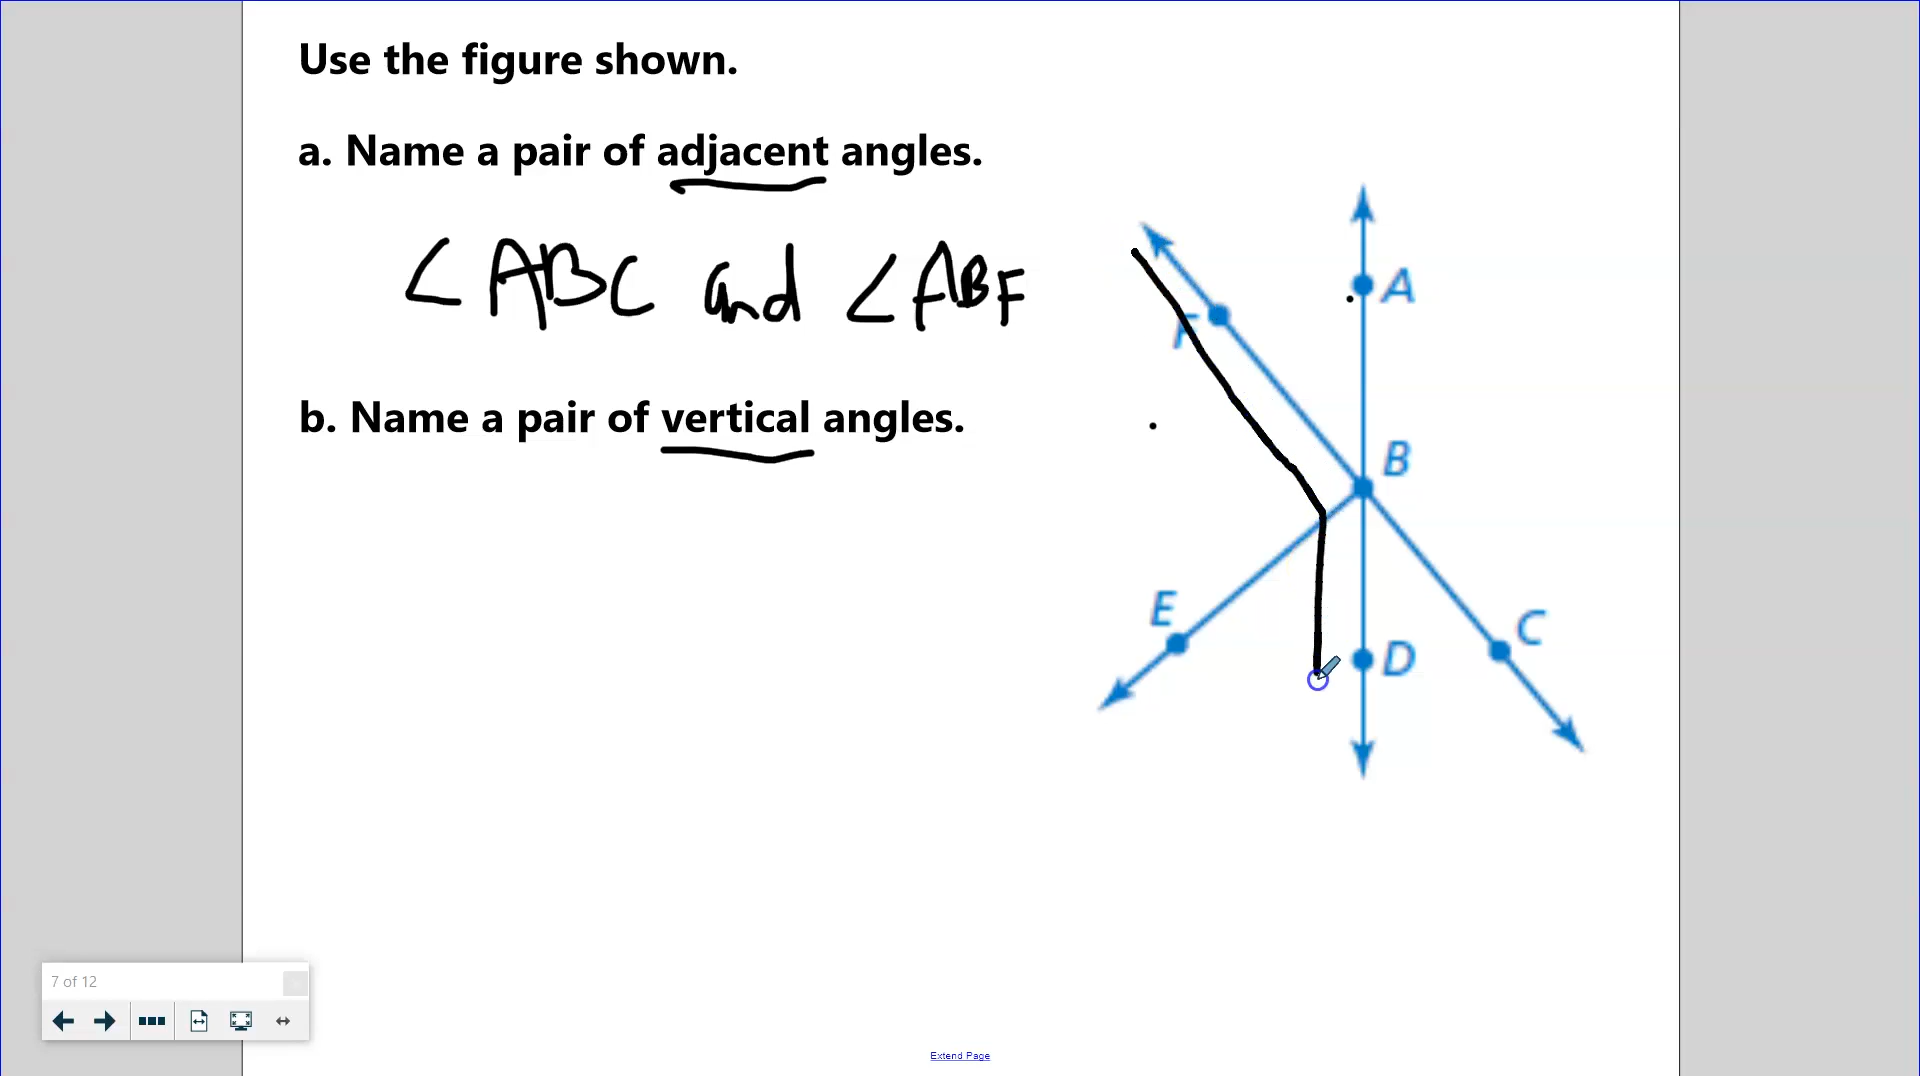 Use the figure shown.
a. Name a pair of adjacent angles.
∠ABC and ∠ABF
b. Name a pair of vertical angles.
A
F
B
E
C
D
7 of 12
Extend Page